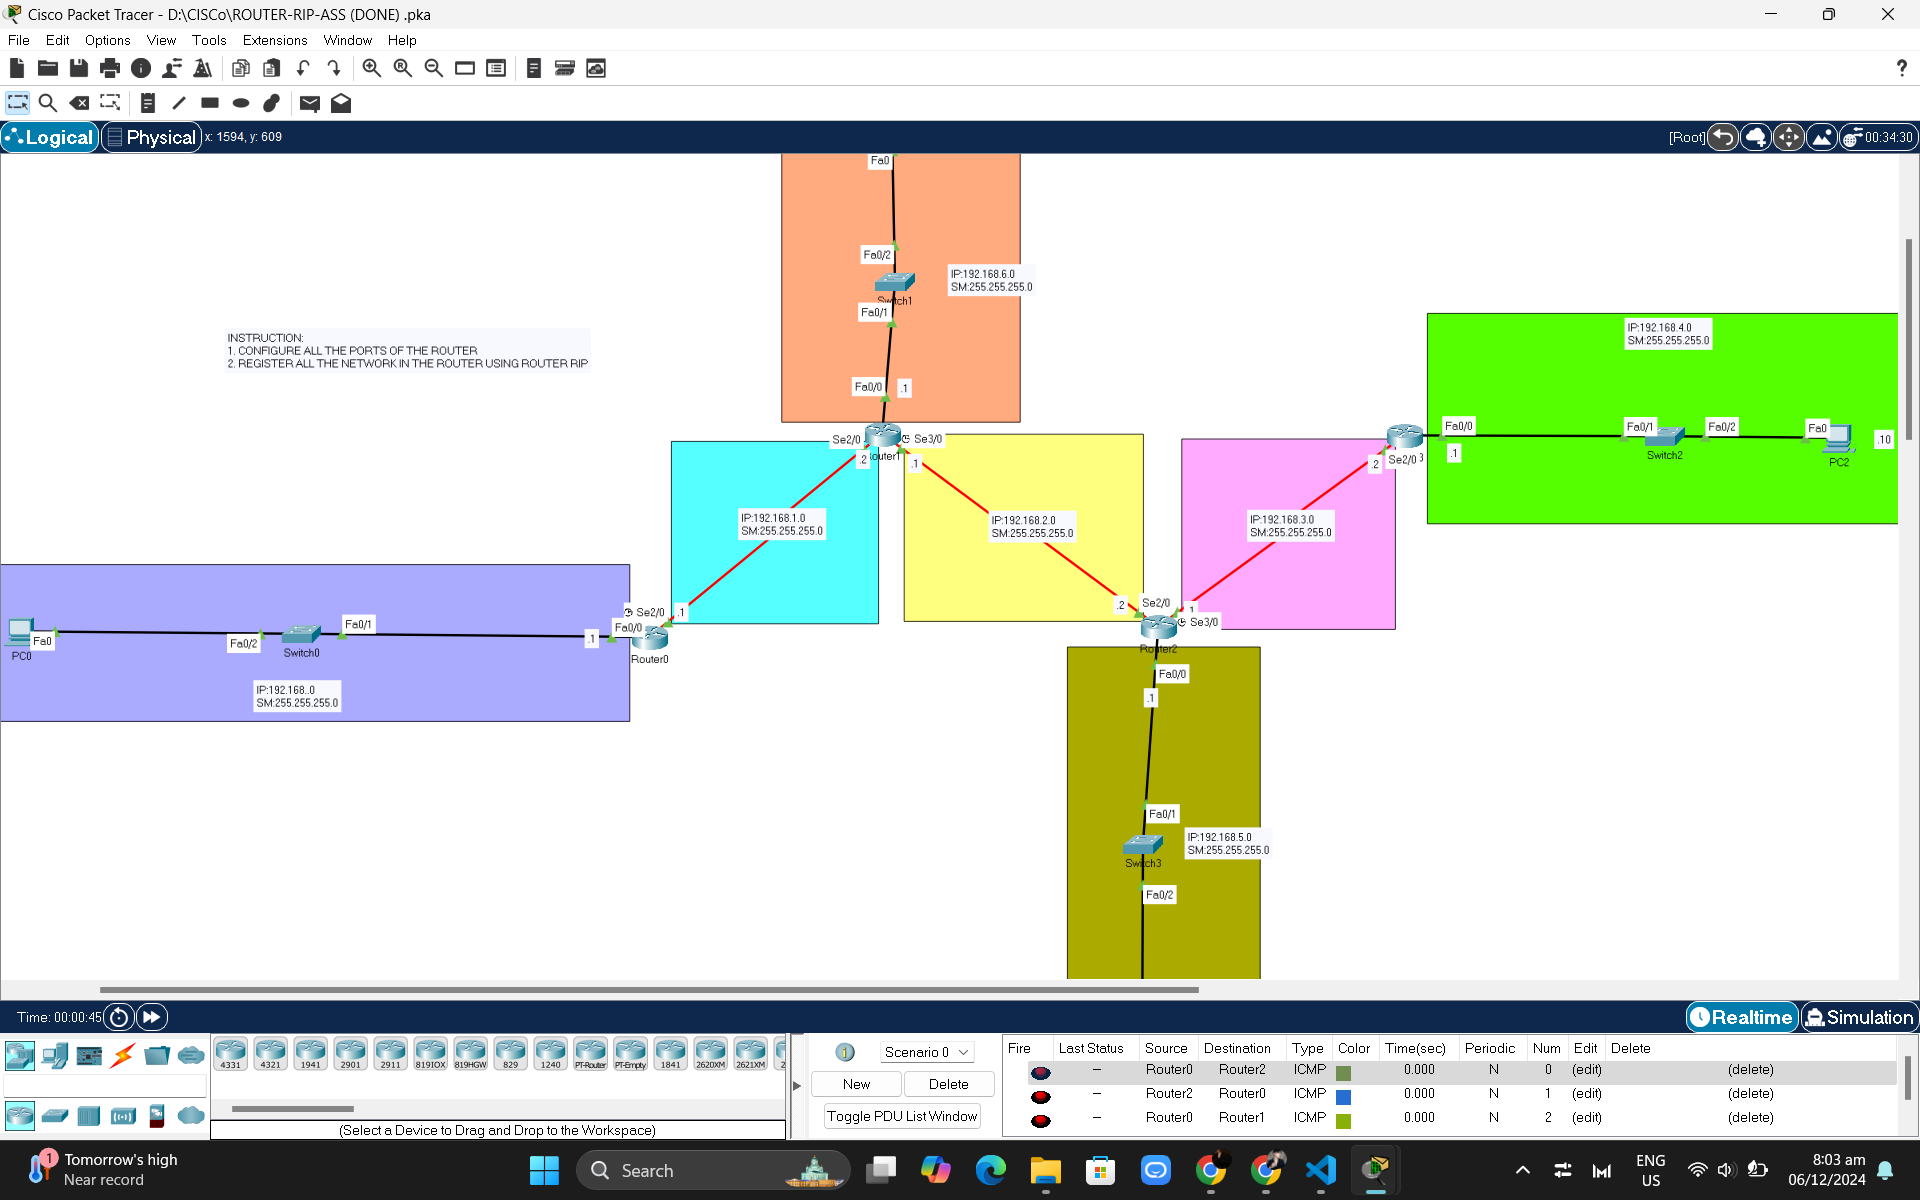 Cisco Packet Tracer - D:\CISCo\ROUTER-RIP-ASS (DONE) .pka
File Edit Options View Tools Extensions Window Help
?
Logical Physical x: 1594, y: 609
[Root] 00:34:30
Fa0
Fa0/2
IP:192.168.6.0
SM:255.255.255.0
Switch1
Fa0/1
INSTRUCTION:
1. CONFIGURE ALL THE PORTS OF THE ROUTER
2. REGISTER ALL THE NETWORK IN THE ROUTER USING ROUTER RIP
Fa0/0 .1
Se2/0 Se3/0
.2 outer1 .1
IP:192.168.4.0
SM:255.255.255.0
Fa0/0 Fa0/1 Fa0/2 Fa0
.10
.2 Se2/0 3 .1 Switch2 PC2
IP:192.168.1.0
SM:255.255.255.0
IP:192.168.2.0
SM:255.255.255.0
IP:192.168.3.0
SM:255.255.255.0
.2 Se2/0 .1
Se3/0
Router2
Se2/0 .1
Fa0/0
.1
Router0
Fa0 Fa0/2 Fa0/1
PC0 Switch0
IP:192.168..0
SM:255.255.255.0
Fa0/0
.1
Fa0/1
IP:192.168.5.0
SM:255.255.255.0
Switch3
Fa0/2
Time: 00:00:45
Realtime Simulation
4331 4321 1941 2901 2911 819IOX 819HGW 829 1240 PT-Router PT-Empty 1841 2620XM 2621XM 2
(Select a Device to Drag and Drop to the Workspace)
1 Scenario 0
New Delete
Toggle PDU List Window
Fire Last Status Source Destination Type Color Time(sec) Periodic Num Edit Delete
-- Router0 Router2 ICMP 0.000 N 0 (edit) (delete)
-- Router2 Router0 ICMP 0.000 N 1 (edit) (delete)
-- Router0 Router1 ICMP 0.000 N 2 (edit) (delete)
1
Tomorrow's high
Near record
Search
ENG
US
8:03 am
06/12/2024